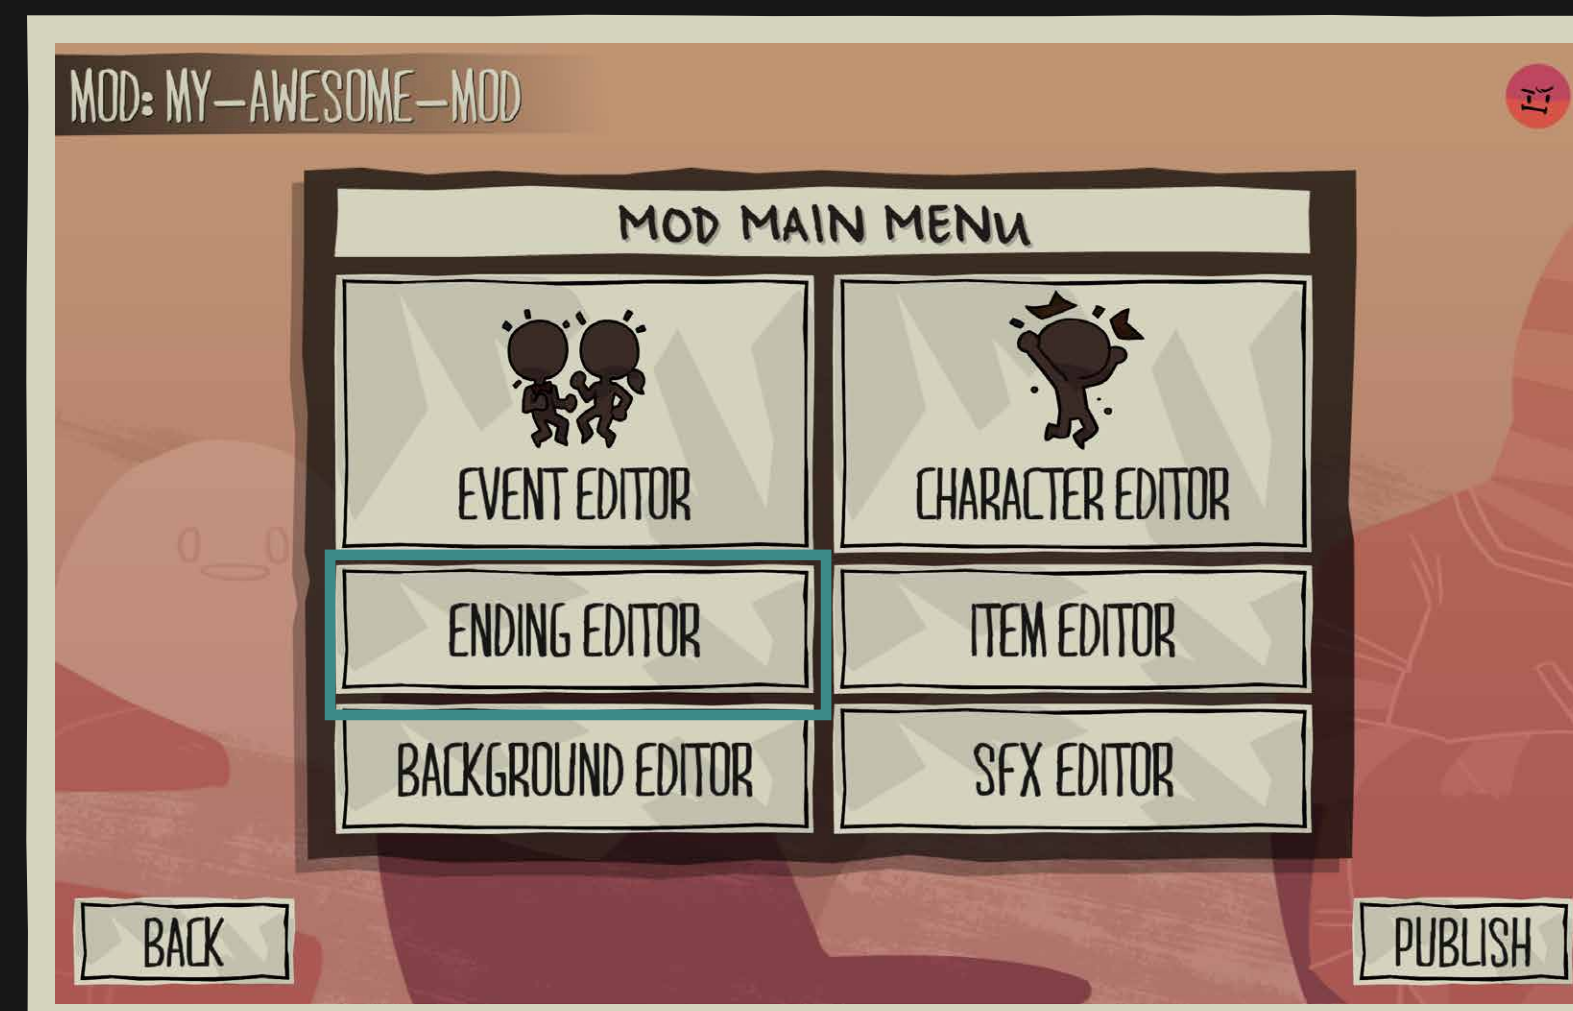 MOD: MY-AWESOME-MOD
MOD MAIN MENU
EVENT EDITOR
CHARACTER EDITOR
ENDING EDITOR
ITEM EDITOR
BACKGROUND EDITOR
SFX EDITOR
BACK
PUBLISH